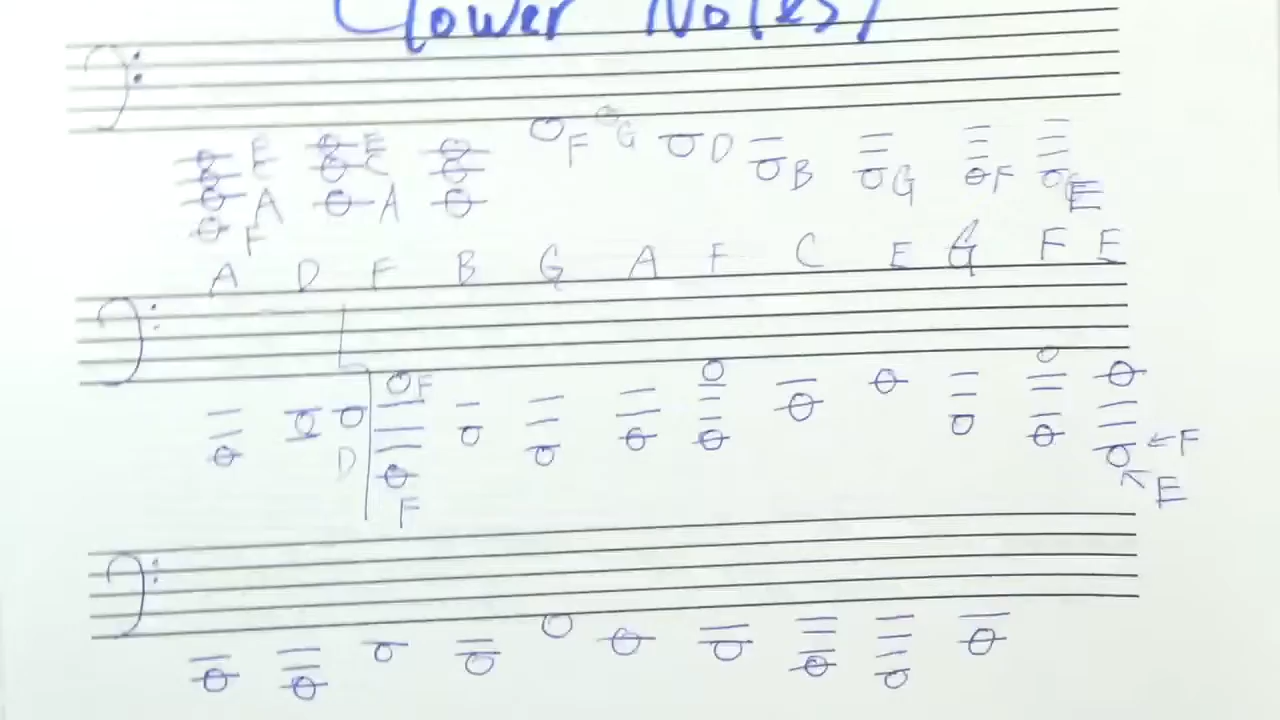 (Lower Notes)
F G D
E E B G F E
C
A A
F
A D F B G A F C E G F E
F
D F
F
E